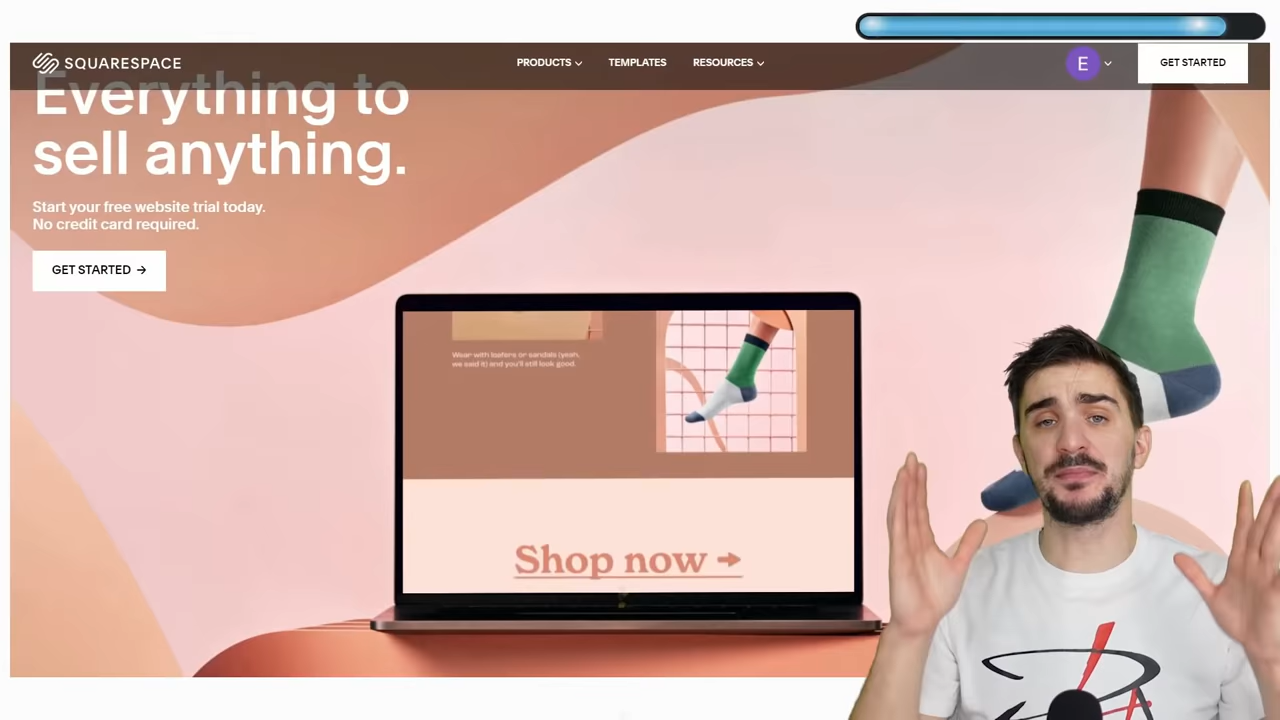 SQUARESPACE
PRODUCTS
TEMPLATES
RESOURCES
E
GET STARTED
Everything to
sell anything.
Start your free website trial today.
No credit card required.
GET STARTED →
Wear with loafers or sandals (yeah,
we said it) and you'll still look good.
Shop now →